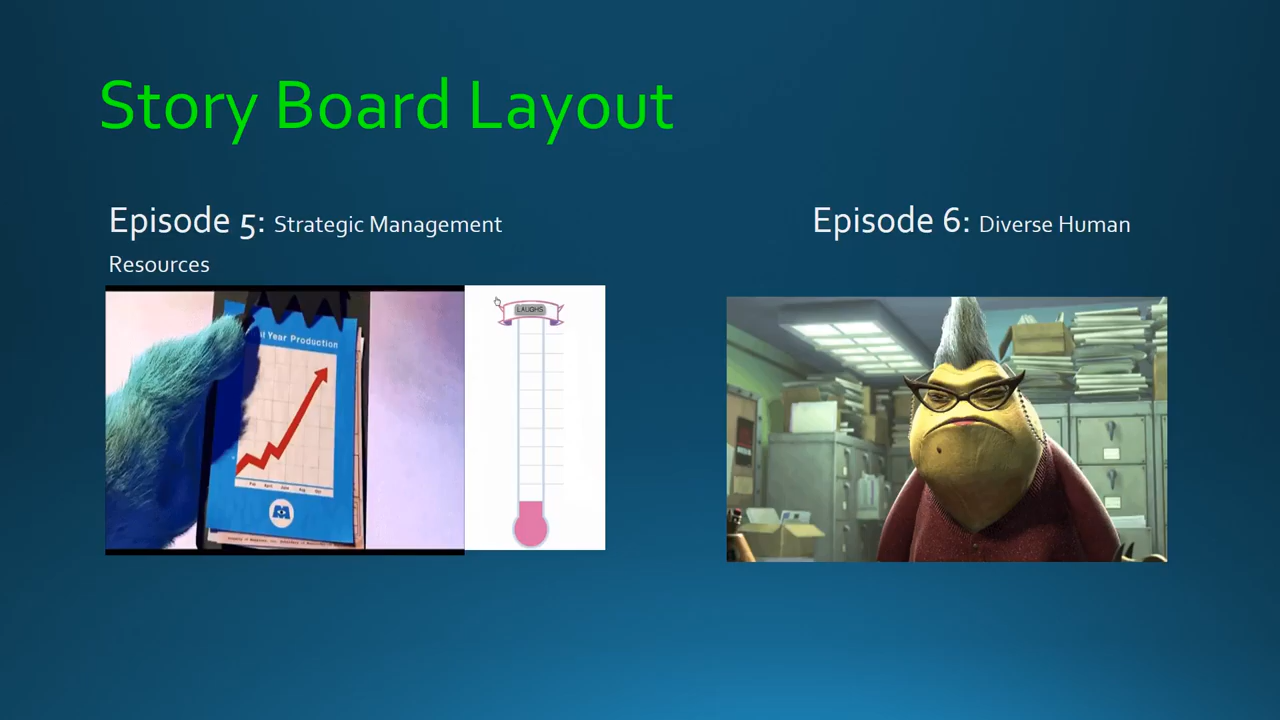 Story Board Layout
Episode 5: Strategic Management
Resources
Episode 6: Diverse Human
Year Production
LAUGHS